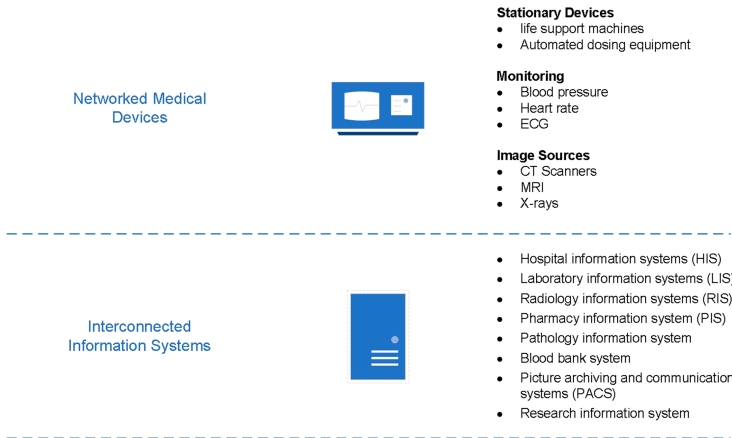 Networked Medical
Devices
Stationary Devices
• life support machines
• Automated dosing equipment
Monitoring
• Blood pressure
• Heart rate
• ECG
Image Sources
• CT Scanners
• MRI
• X-rays
Interconnected
Information Systems
• Hospital information systems (HIS)
• Laboratory information systems (LIS)
• Radiology information systems (RIS)
• Pharmacy information system (PIS)
• Pathology information system
• Blood bank system
• Picture archiving and communication
systems (PACS)
• Research information system